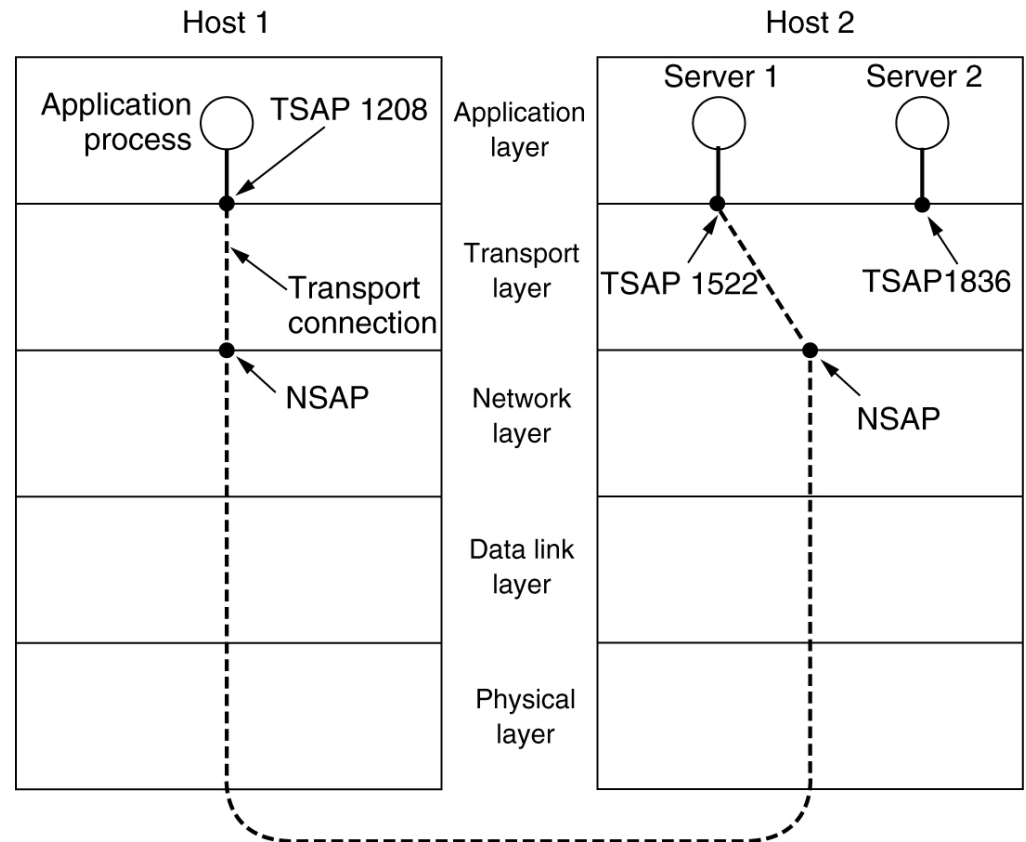 Host 1
Host 2
Application
process
TSAP 1208
Application
layer
Server 1
Server 2
Transport
connection
Transport
layer
TSAP 1522
TSAP1836
NSAP
Network
layer
NSAP
Data link
layer
Physical
layer